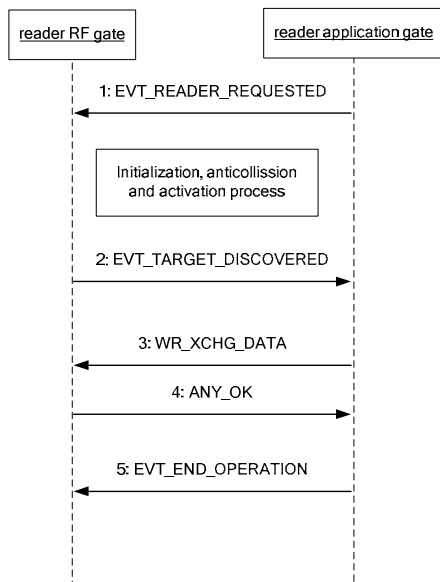 reader RF gate
reader application gate
1: EVT_READER_REQUESTED
Initialization, anticollission
and activation process
2: EVT_TARGET_DISCOVERED
3: WR_XCHG_DATA
4: ANY_OK
5: EVT_END_OPERATION